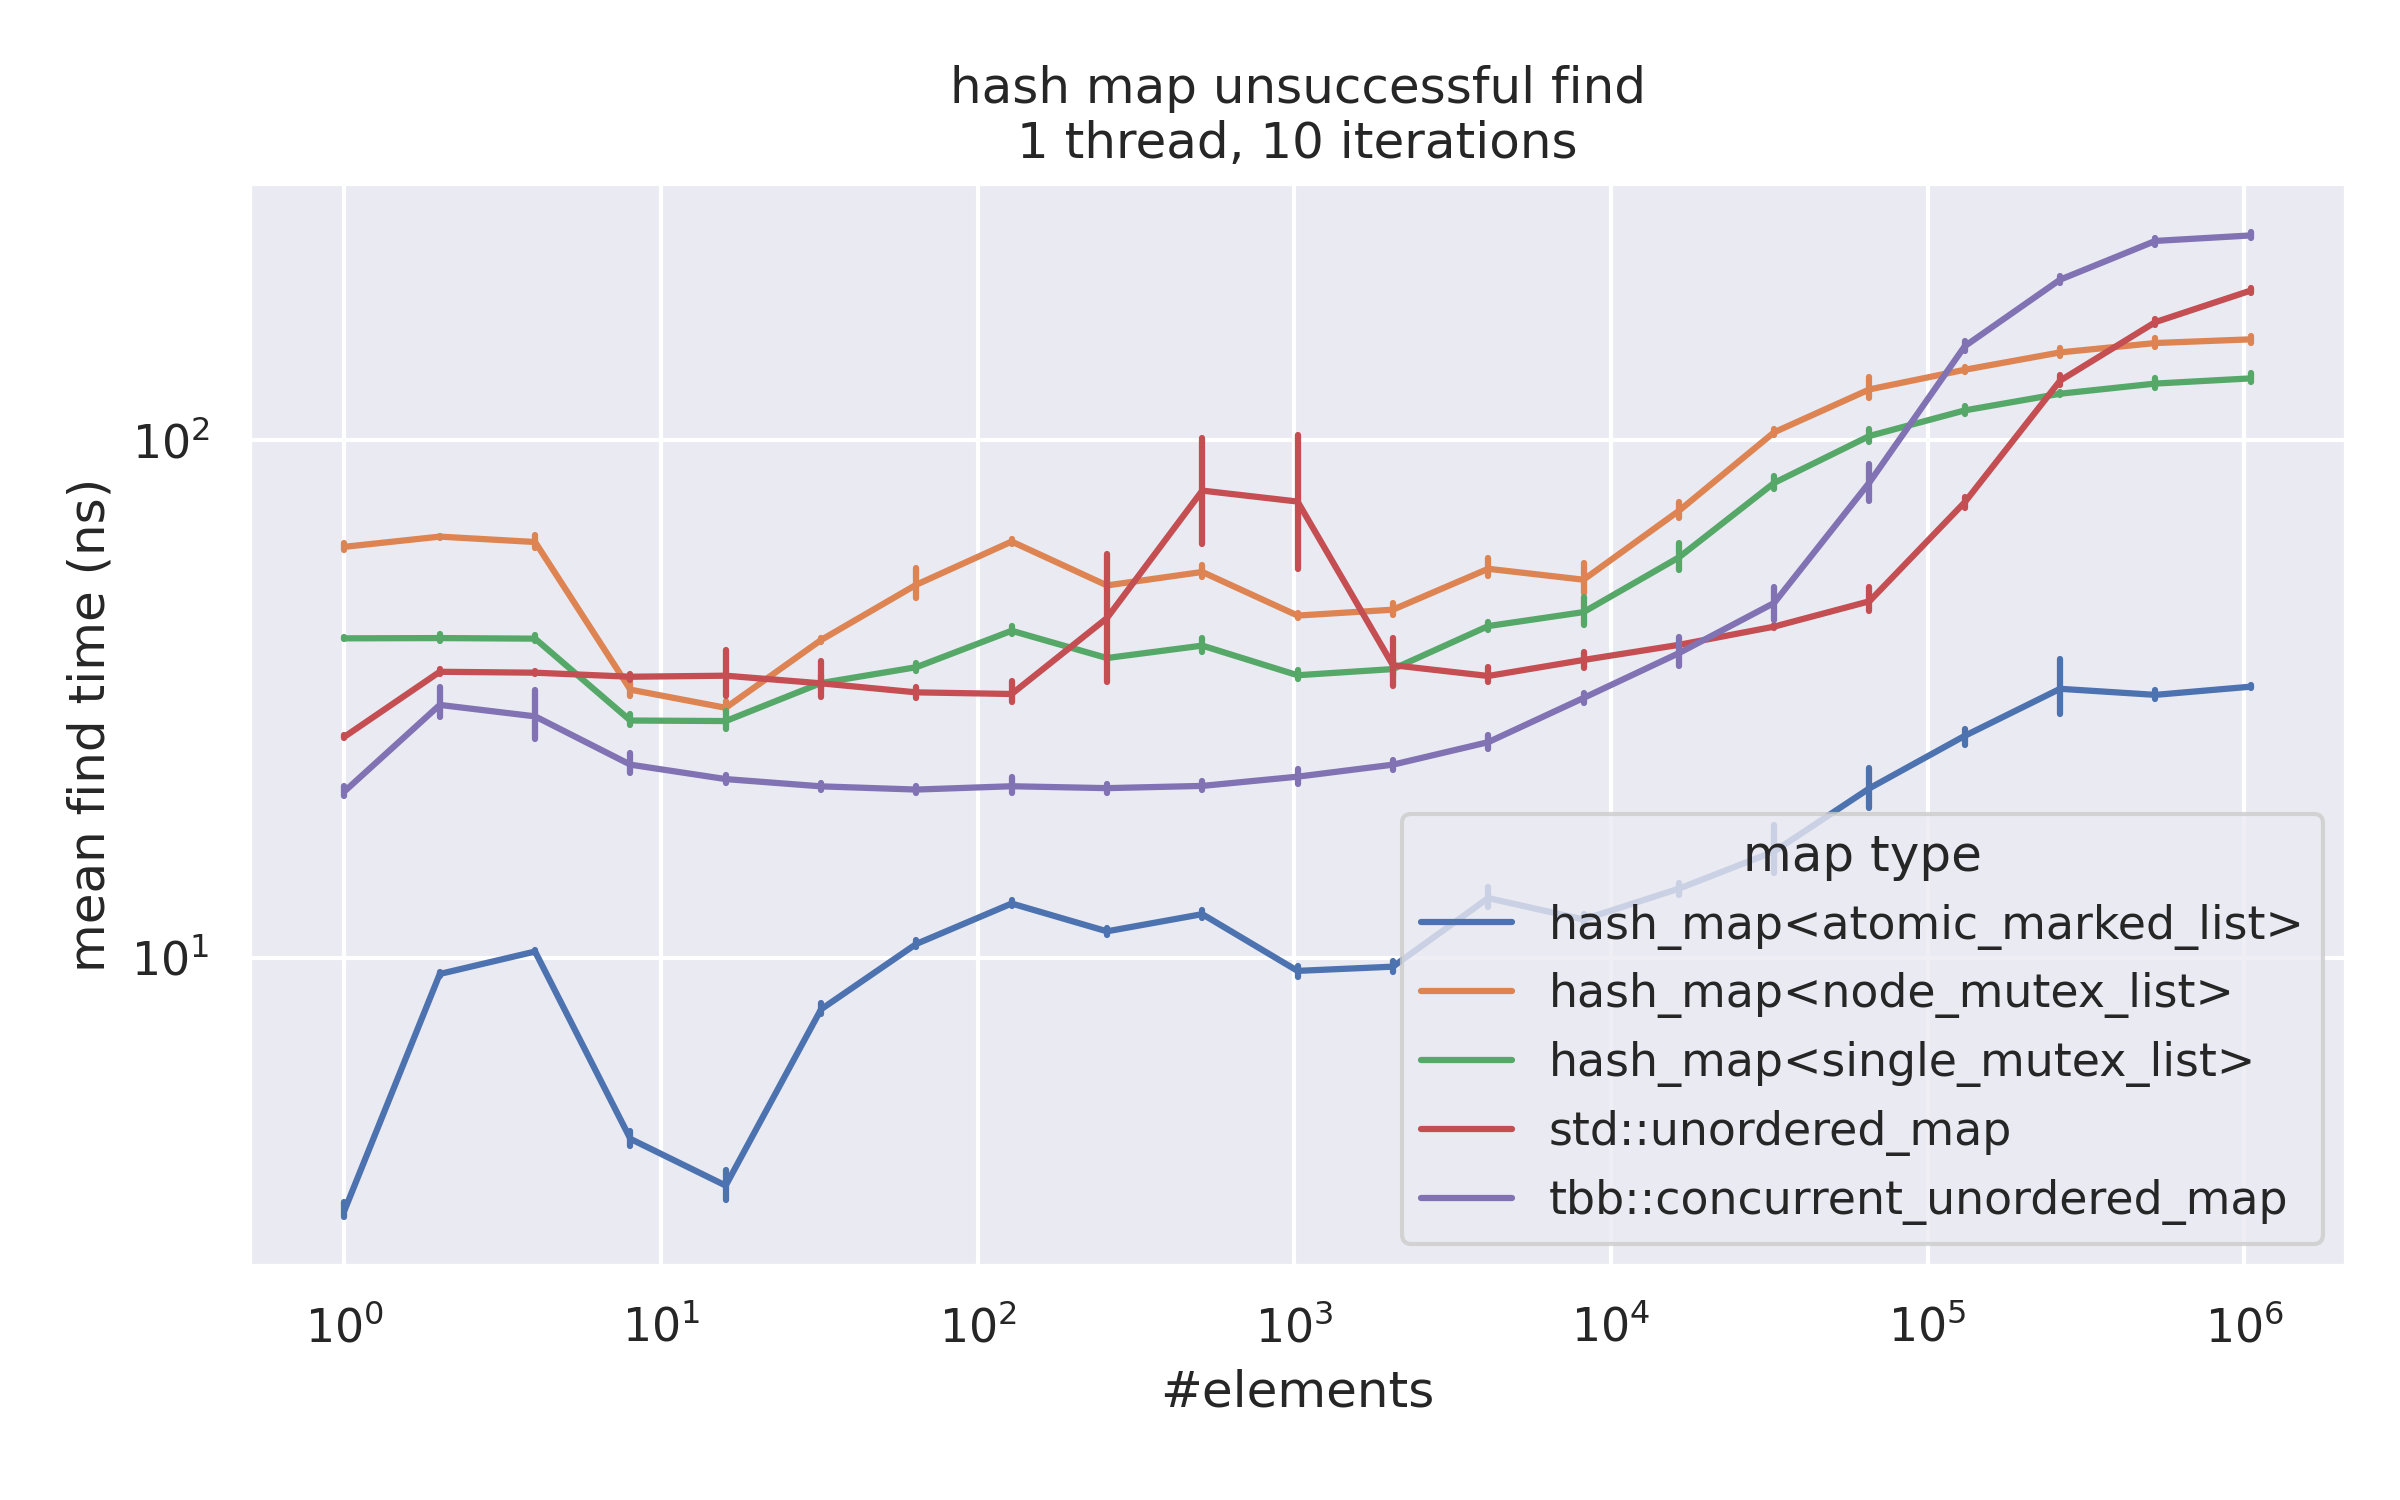 hash map unsuccessful find
1 thread, 10 iterations
mean find time (ns)
10²
10¹
map type
hash_map<atomic_marked_list>
hash_map<node_mutex_list>
hash_map<single_mutex_list>
std::unordered_map
tbb::concurrent_unordered_map
10⁰ 10¹ 10² 10³ 10⁴ 10⁵ 10⁶
#elements